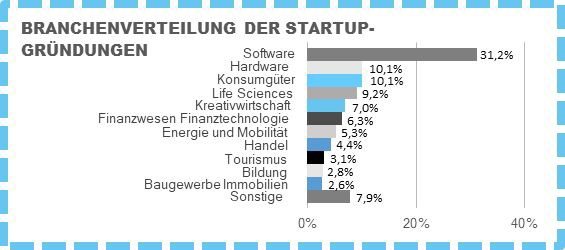 BRANCHENVERTEILUNG DER STARTUP-
GRÜNDUNGEN
Software 31,2%
Hardware 10,1%
Konsumgüter 10,1%
Life Sciences 9,2%
Kreativwirtschaft 7,0%
Finanzwesen Finanztechnologie 6,3%
Energie und Mobilität 5,3%
Handel 4,4%
Tourismus 3,1%
Bildung 2,8%
Baugewerbe Immobilien 2,6%
Sonstige 7,9%
0% 20% 40%